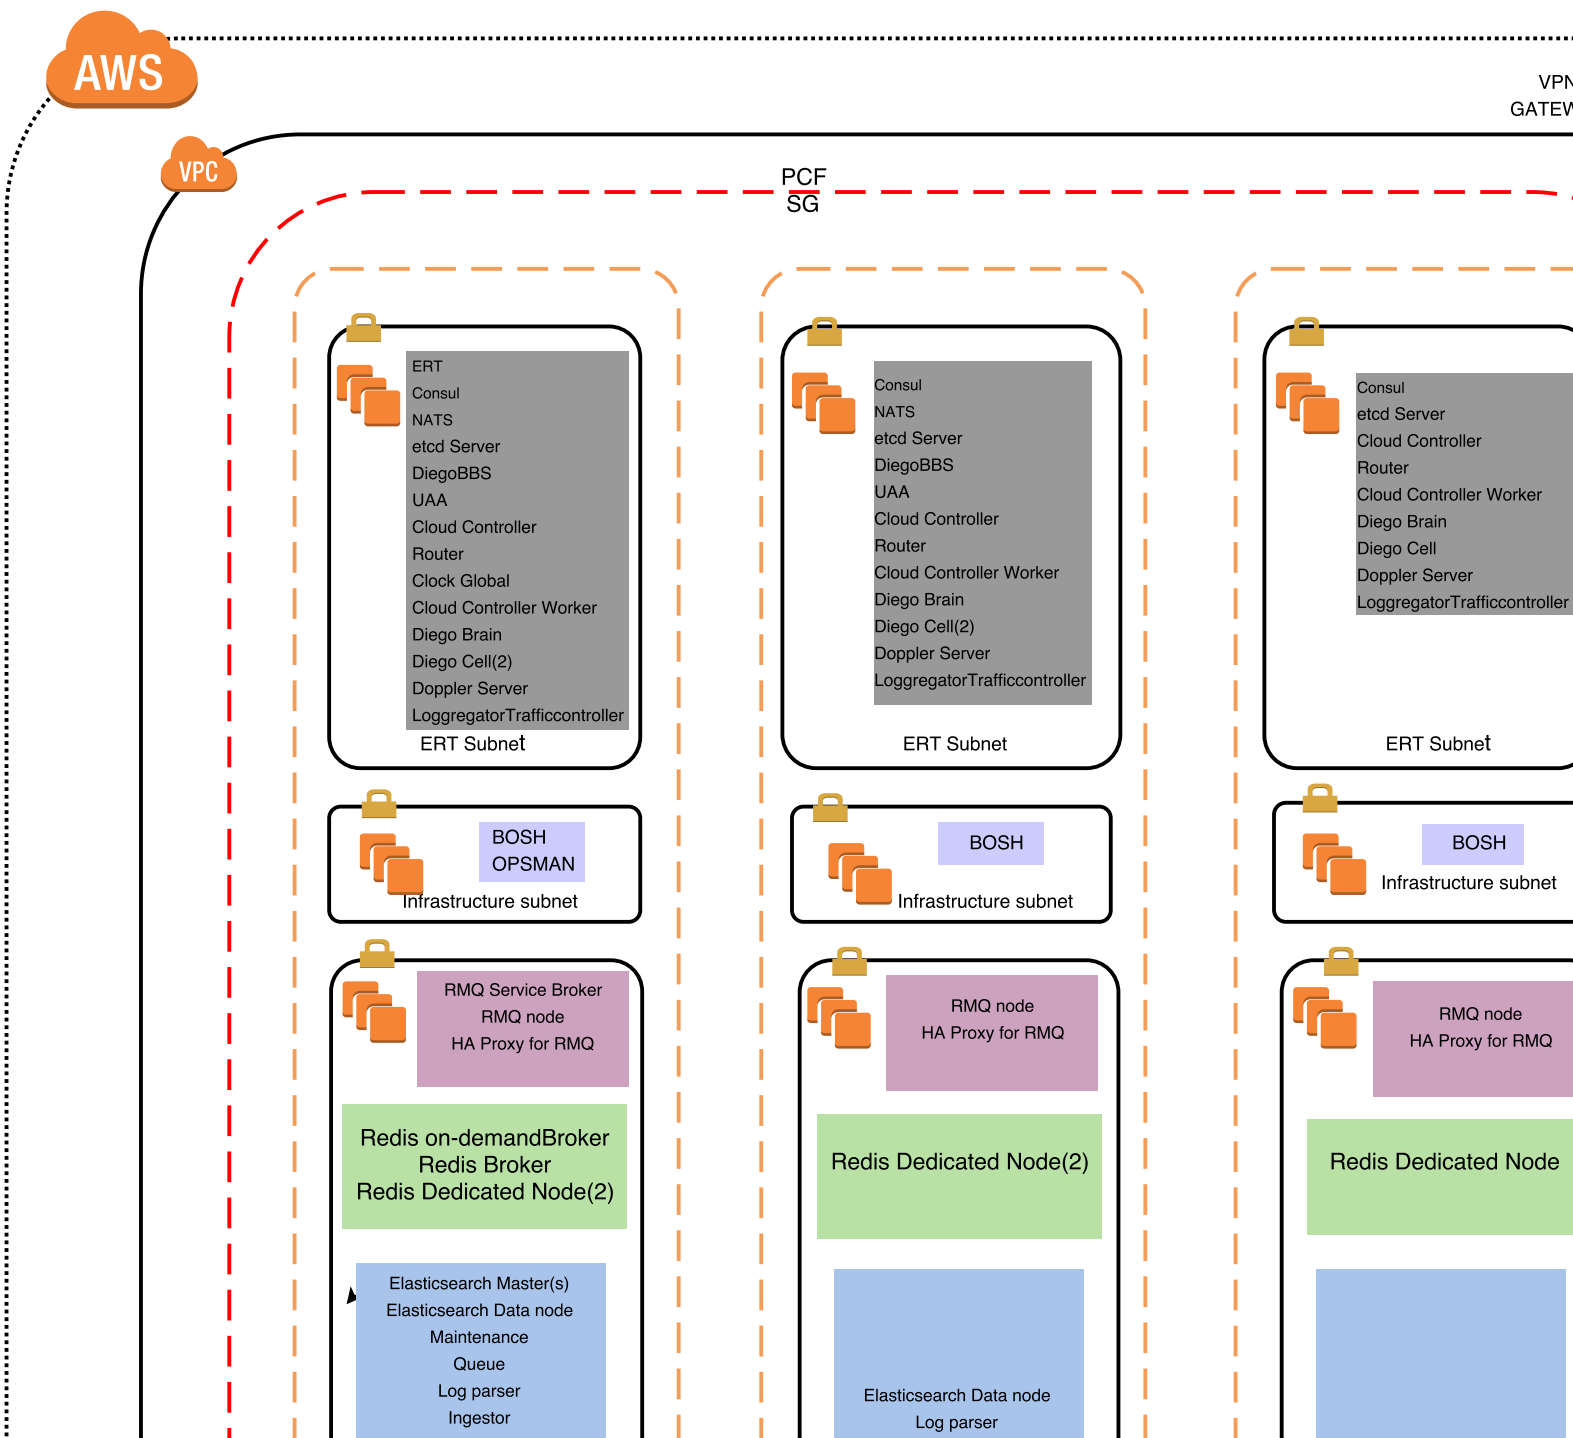 AWS
VPN
GATEW
VPC
PCF
SG
ERT
Consul
NATS
etcd Server
DiegoBBS
UAA
Cloud Controller
Router
Clock Global
Cloud Controller Worker
Diego Brain
Diego Cell(2)
Doppler Server
LoggregatorTrafficcontroller
ERT Subnet
Consul
NATS
etcd Server
DiegoBBS
UAA
Cloud Controller
Router
Cloud Controller Worker
Diego Brain
Diego Cell(2)
Doppler Server
LoggregatorTrafficcontroller
ERT Subnet
Consul
etcd Server
Cloud Controller
Router
Cloud Controller Worker
Diego Brain
Diego Cell
Doppler Server
LoggregatorTrafficcontroller
ERT Subnet
BOSH
OPSMAN
Infrastructure subnet
BOSH
Infrastructure subnet
BOSH
Infrastructure subnet
RMQ Service Broker
RMQ node
HA Proxy for RMQ
RMQ node
HA Proxy for RMQ
RMQ node
HA Proxy for RMQ
Redis on-demandBroker
Redis Broker
Redis Dedicated Node(2)
Redis Dedicated Node(2)
Redis Dedicated Node
Elasticsearch Master(s)
Elasticsearch Data node
Maintenance
Queue
Log parser
Ingestor
Elasticsearch Data node
Log parser